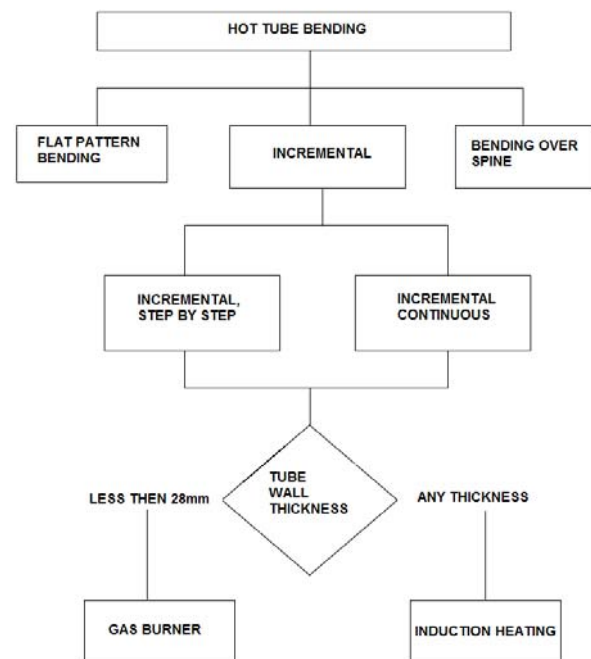 HOT TUBE BENDING
FLAT PATTERN
BENDING
INCREMENTAL
BENDING OVER
SPINE
INCREMENTAL,
STEP BY STEP
INCREMENTAL
CONTINUOUS
TUBE
WALL
THICKNESS
LESS THEN 28mm
ANY THICKNESS
GAS BURNER
INDUCTION HEATING